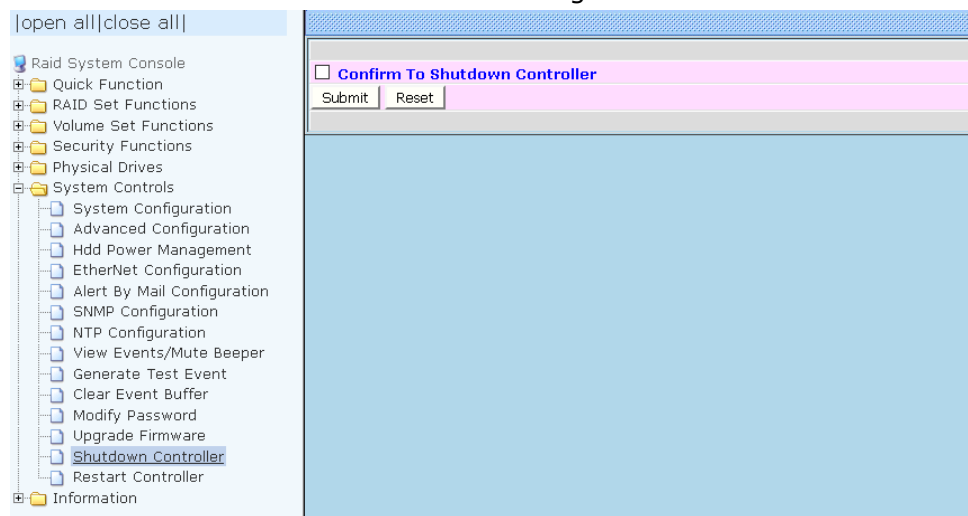 |open all|close all|
Raid System Console
Quick Function
RAID Set Functions
Volume Set Functions
Security Functions
Physical Drives
System Controls
System Configuration
Advanced Configuration
Hdd Power Management
EtherNet Configuration
Alert By Mail Configuration
SNMP Configuration
NTP Configuration
View Events/Mute Beeper
Generate Test Event
Clear Event Buffer
Modify Password
Upgrade Firmware
Shutdown Controller
Restart Controller
Information
Confirm To Shutdown Controller
Submit Reset